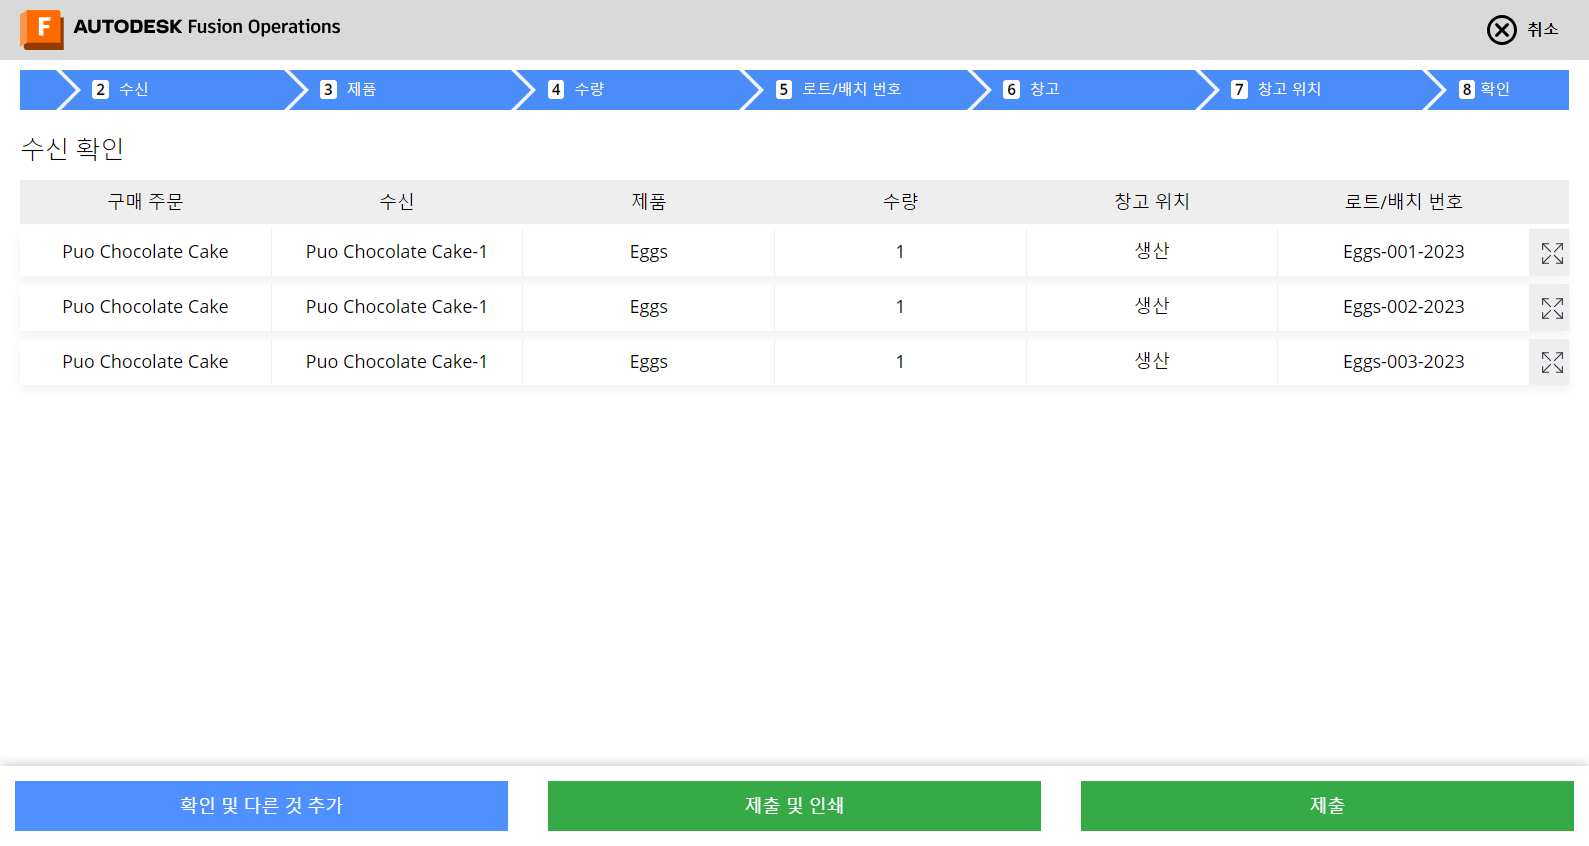 F AUTODESK Fusion Operations
취소
2 수신 3 제품 4 수량 5 로트/배치 번호 6 창고 7 창고 위치 8 확인
수신 확인
구매 주문 수신 제품 수량 창고 위치 로트/배치 번호
Puo Chocolate Cake Puo Chocolate Cake-1 Eggs 1 생산 Eggs-001-2023
Puo Chocolate Cake Puo Chocolate Cake-1 Eggs 1 생산 Eggs-002-2023
Puo Chocolate Cake Puo Chocolate Cake-1 Eggs 1 생산 Eggs-003-2023
확인 및 다른 것 추가 제출 및 인쇄 제출